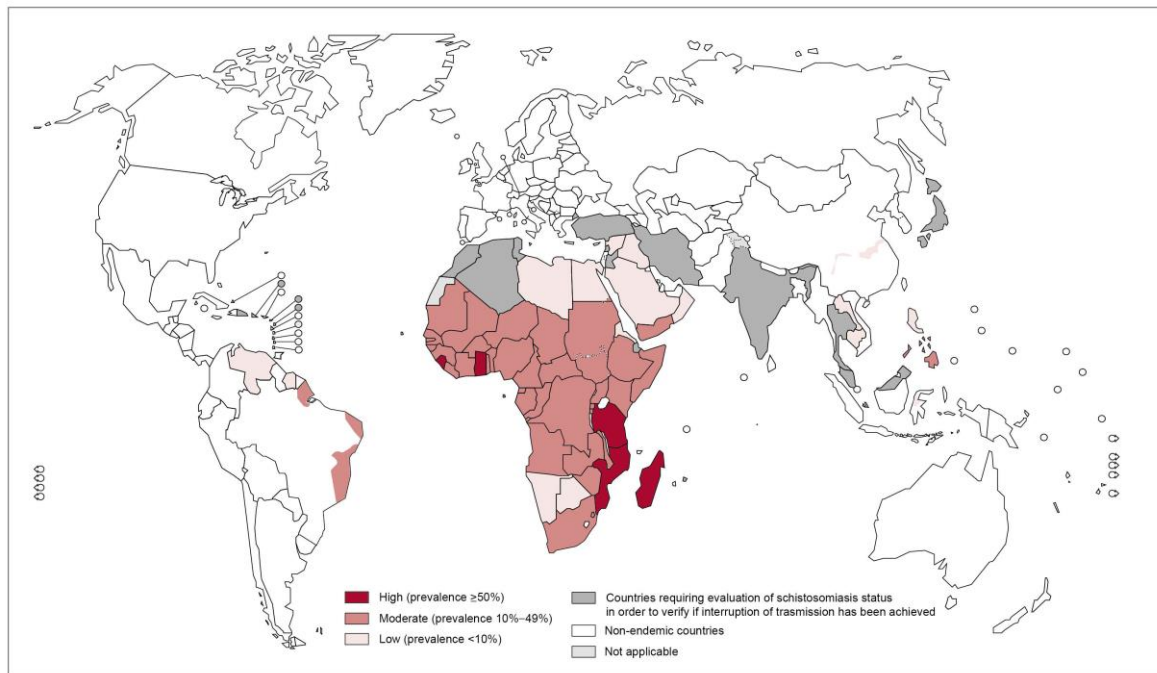 High (prevalence ≥50%)
Moderate (prevalence 10%–49%)
Low (prevalence <10%)
Countries requiring evaluation of schistosomiasis status
in order to verify if interruption of trasmission has been achieved
Non-endemic countries
Not applicable